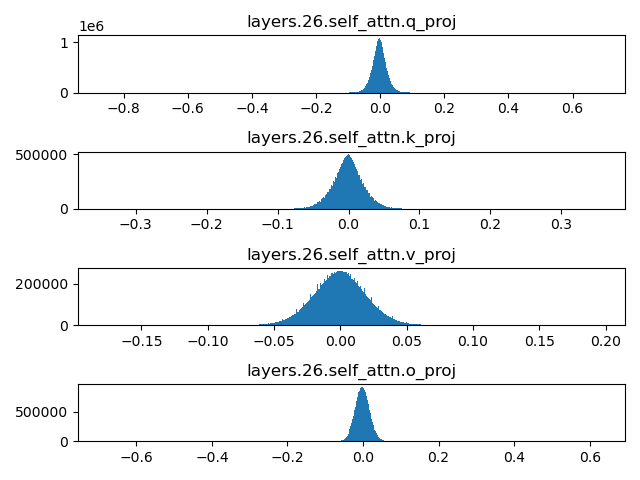 layers.26.self_attn.q_proj
1e6
1
0
−0.8 −0.6 −0.4 −0.2 0.0 0.2 0.4 0.6
layers.26.self_attn.k_proj
500000
0
−0.3 −0.2 −0.1 0.0 0.1 0.2 0.3
layers.26.self_attn.v_proj
200000
0
−0.15 −0.10 −0.05 0.00 0.05 0.10 0.15 0.20
layers.26.self_attn.o_proj
500000
0
−0.6 −0.4 −0.2 0.0 0.2 0.4 0.6